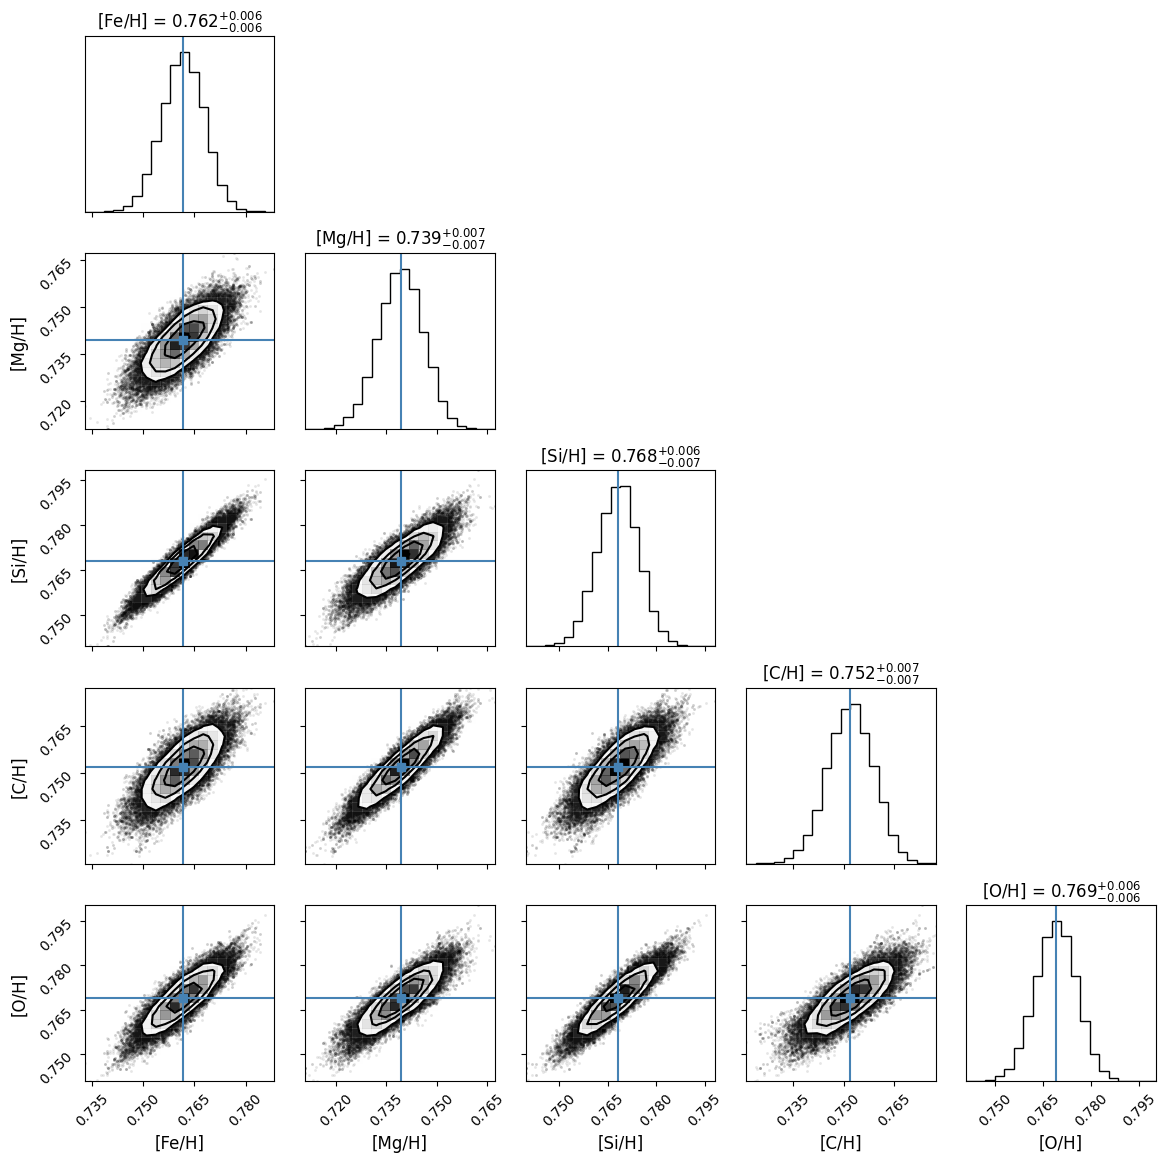 [Fe/H] = 0.762+0.006−0.006
[Mg/H] = 0.739+0.007−0.007
0.765
0.750
0.735
0.720
[Mg/H]
[Si/H] = 0.768+0.006−0.007
0.795
0.780
0.765
0.750
[Si/H]
[C/H] = 0.752+0.007−0.007
0.765
0.750
0.735
[C/H]
[O/H] = 0.769+0.006−0.006
0.795
0.780
0.765
0.750
[O/H]
0.735 0.750 0.765 0.780
0.720 0.735 0.750 0.765
0.750 0.765 0.780 0.795
0.735 0.750 0.765
0.750 0.765 0.780 0.795
[Fe/H] [Mg/H] [Si/H] [C/H] [O/H]